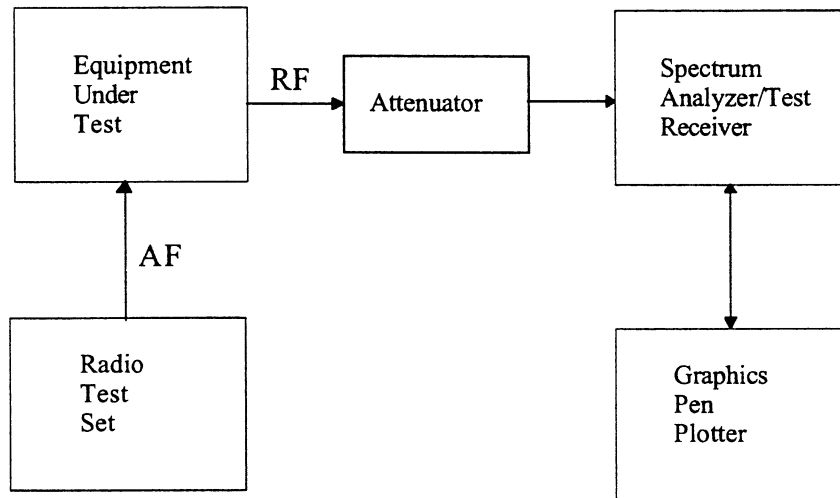 Equipment
Under
Test
RF
Attenuator
Spectrum
Analyzer/Test
Receiver
AF
Radio
Test
Set
Graphics
Pen
Plotter